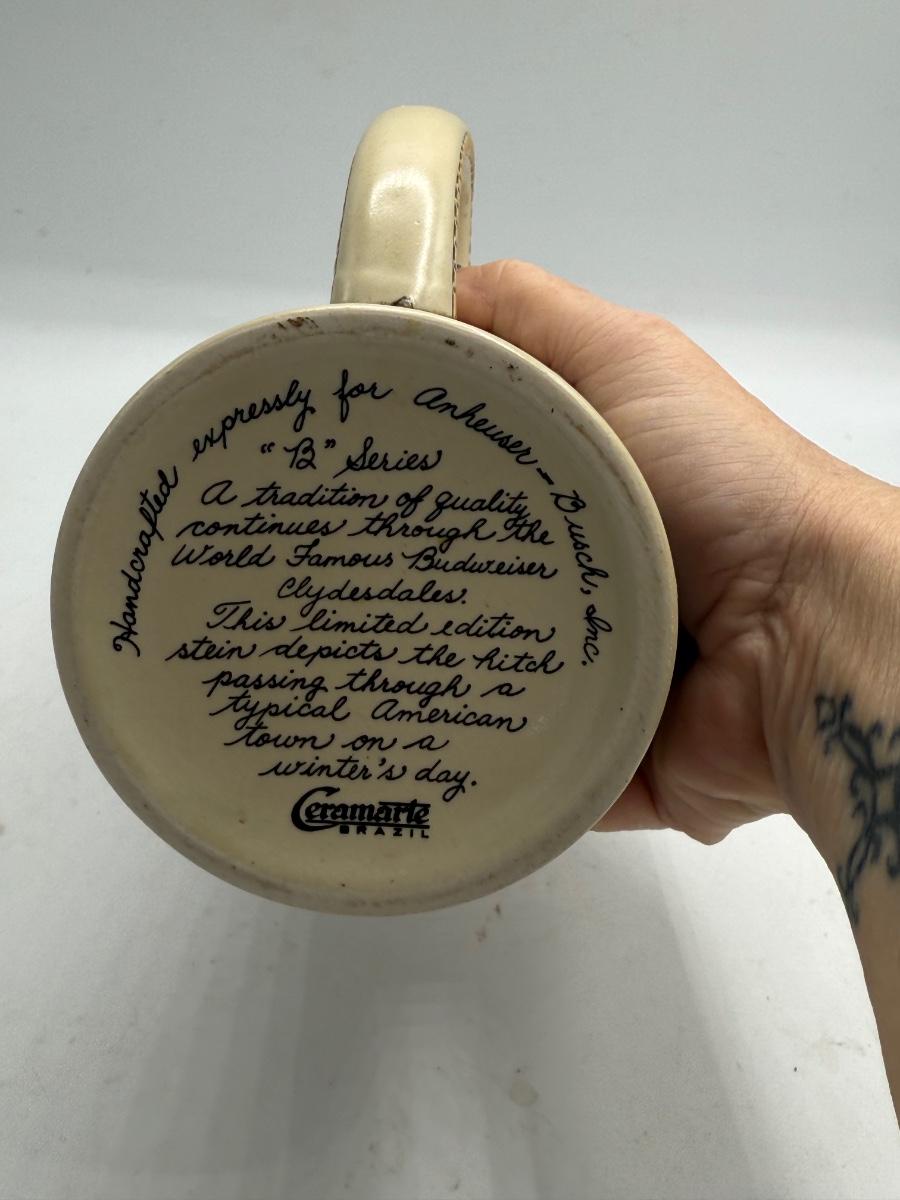 Handcrafted expressly for Anheuser-Busch, Inc.
"B" Series
A tradition of quality
continues through the
World Famous Budweiser
Clydesdales.
This limited edition
stein depicts the hitch
passing through a
typical American
town on a
winter's day.
Ceramarte
BRAZIL